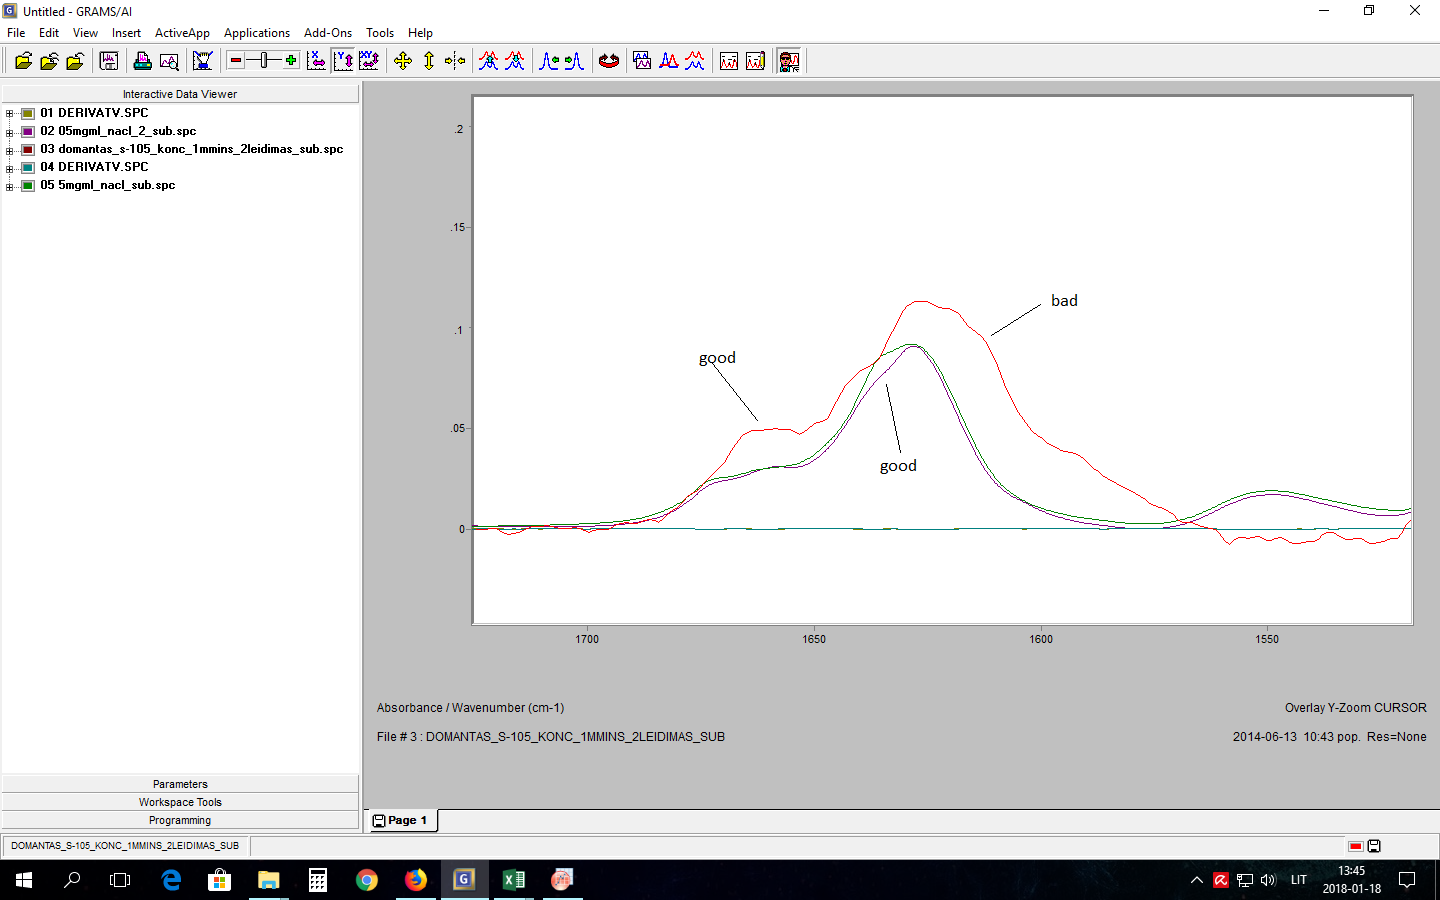 Untitled - GRAMS/AI
File Edit View Insert ActiveApp Applications Add-Ons Tools Help
Interactive Data Viewer
01 DERIVATV.SPC
02 05mgml_nacl_2_sub.spc
03 domantas_s-105_konc_1mmins_2leidimas_sub.spc
04 DERIVATV.SPC
05 5mgml_nacl_sub.spc
.2
.15
.1
.05
0
bad
good
good
1700 1650 1600 1550
Absorbance / Wavenumber (cm-1) Overlay Y-Zoom CURSOR
File # 3 : DOMANTAS_S-105_KONC_1MMINS_2LEIDIMAS_SUB 2014-06-13 10:43 pop. Res=None
Parameters
Workspace Tools
Programming
Page 1
DOMANTAS_S-105_KONC_1MMINS_2LEIDIMAS_SUB
LIT
13:45
2018-01-18